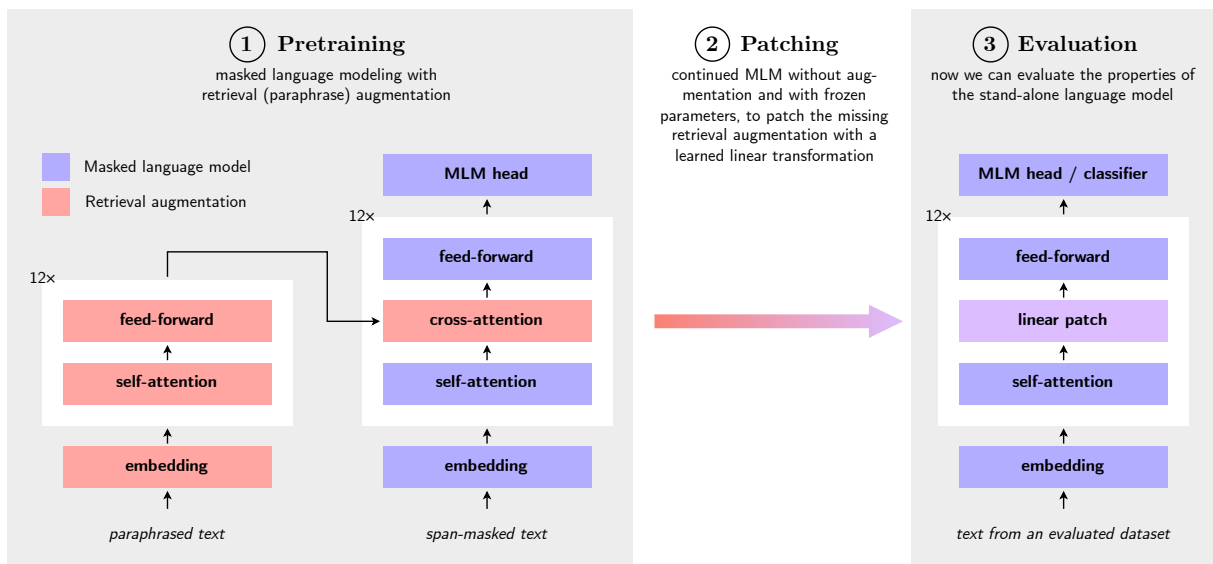 1 Pretraining
masked language modeling with
retrieval (paraphrase) augmentation
Masked language model
Retrieval augmentation
12×
feed-forward
self-attention
embedding
paraphrased text
MLM head
12×
feed-forward
cross-attention
self-attention
embedding
span-masked text
2 Patching
continued MLM without aug-
mentation and with frozen
parameters, to patch the missing
retrieval augmentation with a
learned linear transformation
3 Evaluation
now we can evaluate the properties of
the stand-alone language model
MLM head / classifier
12×
feed-forward
linear patch
self-attention
embedding
text from an evaluated dataset